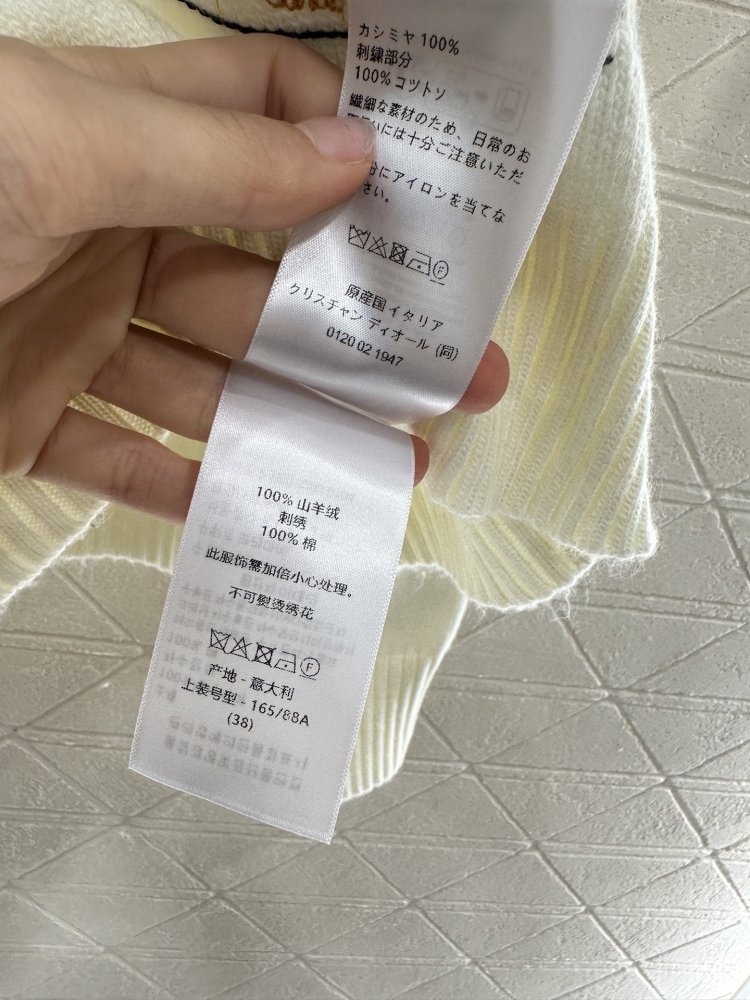 カシミヤ 100%
刺繍部分
100% コツトソ
繊細な素材のため、日常のお
には十分ご注意いただ
分にアイロンを当てな
さい。
F
原産国 イタリア
クリスチャン ディオール (同)
0120 02 1947
100% 山羊绒
刺绣
100% 棉
此服饰需加倍小心处理。
不可熨烫绣花
F
产地 - 意大利
上装号型 - 165/88A
(38)